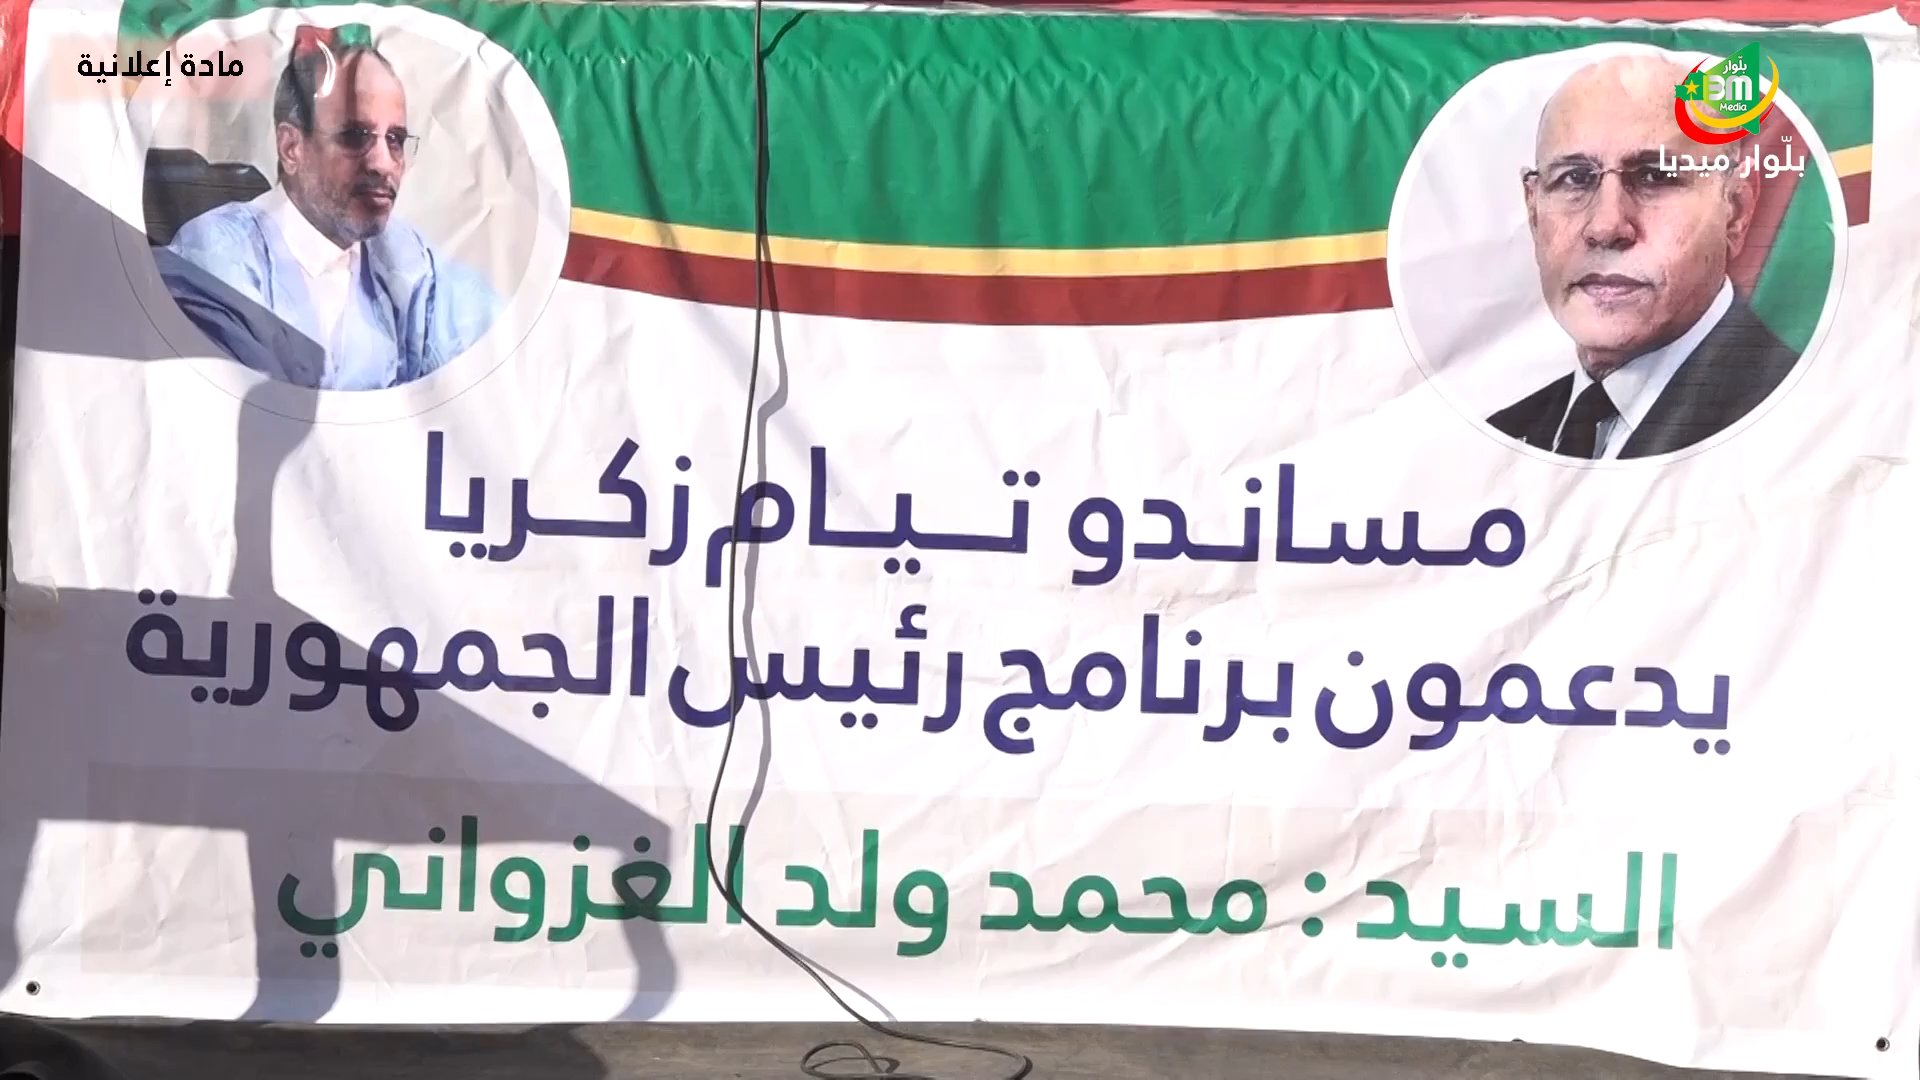 مادة إعلانية
بلّوار
BM
Media
بلّوار ميديا
مساندو تيام زكريا
يدعمون برنامج رئيس الجمهورية
السيد : محمد ولد الغزواني